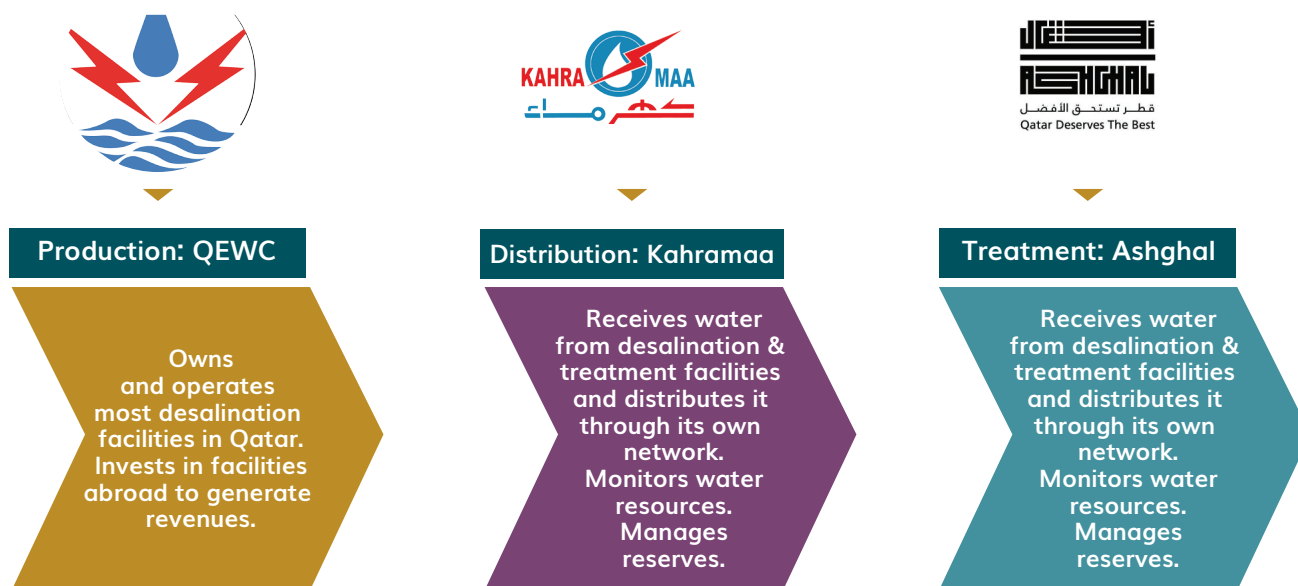 KAHRA MAA
كهرماء
أشغال
ASHGHAL
قطر تستحق الأفضل
Qatar Deserves The Best
Production: QEWC
Owns
and operates
most desalination
facilities in Qatar.
Invests in facilities
abroad to generate
revenues.
Distribution: Kahramaa
Receives water
from desalination &
treatment facilities
and distributes it
through its own
network.
Monitors water
resources.
Manages
reserves.
Treatment: Ashghal
Receives water
from desalination &
treatment facilities
and distributes it
through its own
network.
Monitors water
resources.
Manages
reserves.